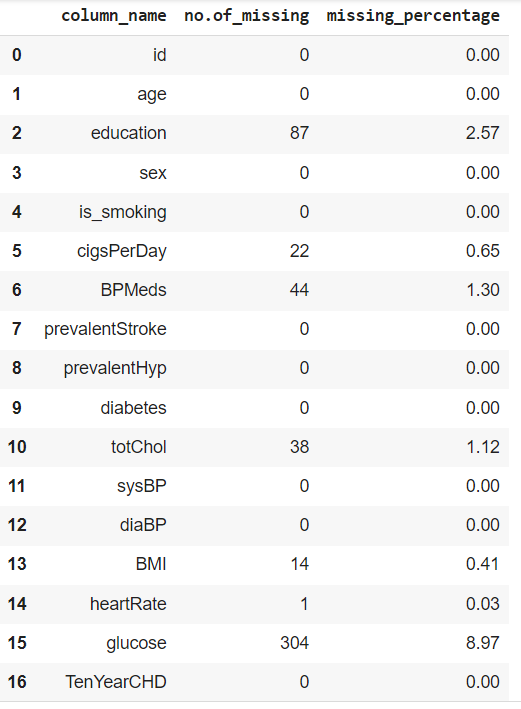 column_name no.of_missing missing_percentage
0 id 0 0.00
1 age 0 0.00
2 education 87 2.57
3 sex 0 0.00
4 is_smoking 0 0.00
5 cigsPerDay 22 0.65
6 BPMeds 44 1.30
7 prevalentStroke 0 0.00
8 prevalentHyp 0 0.00
9 diabetes 0 0.00
10 totChol 38 1.12
11 sysBP 0 0.00
12 diaBP 0 0.00
13 BMI 14 0.41
14 heartRate 1 0.03
15 glucose 304 8.97
16 TenYearCHD 0 0.00